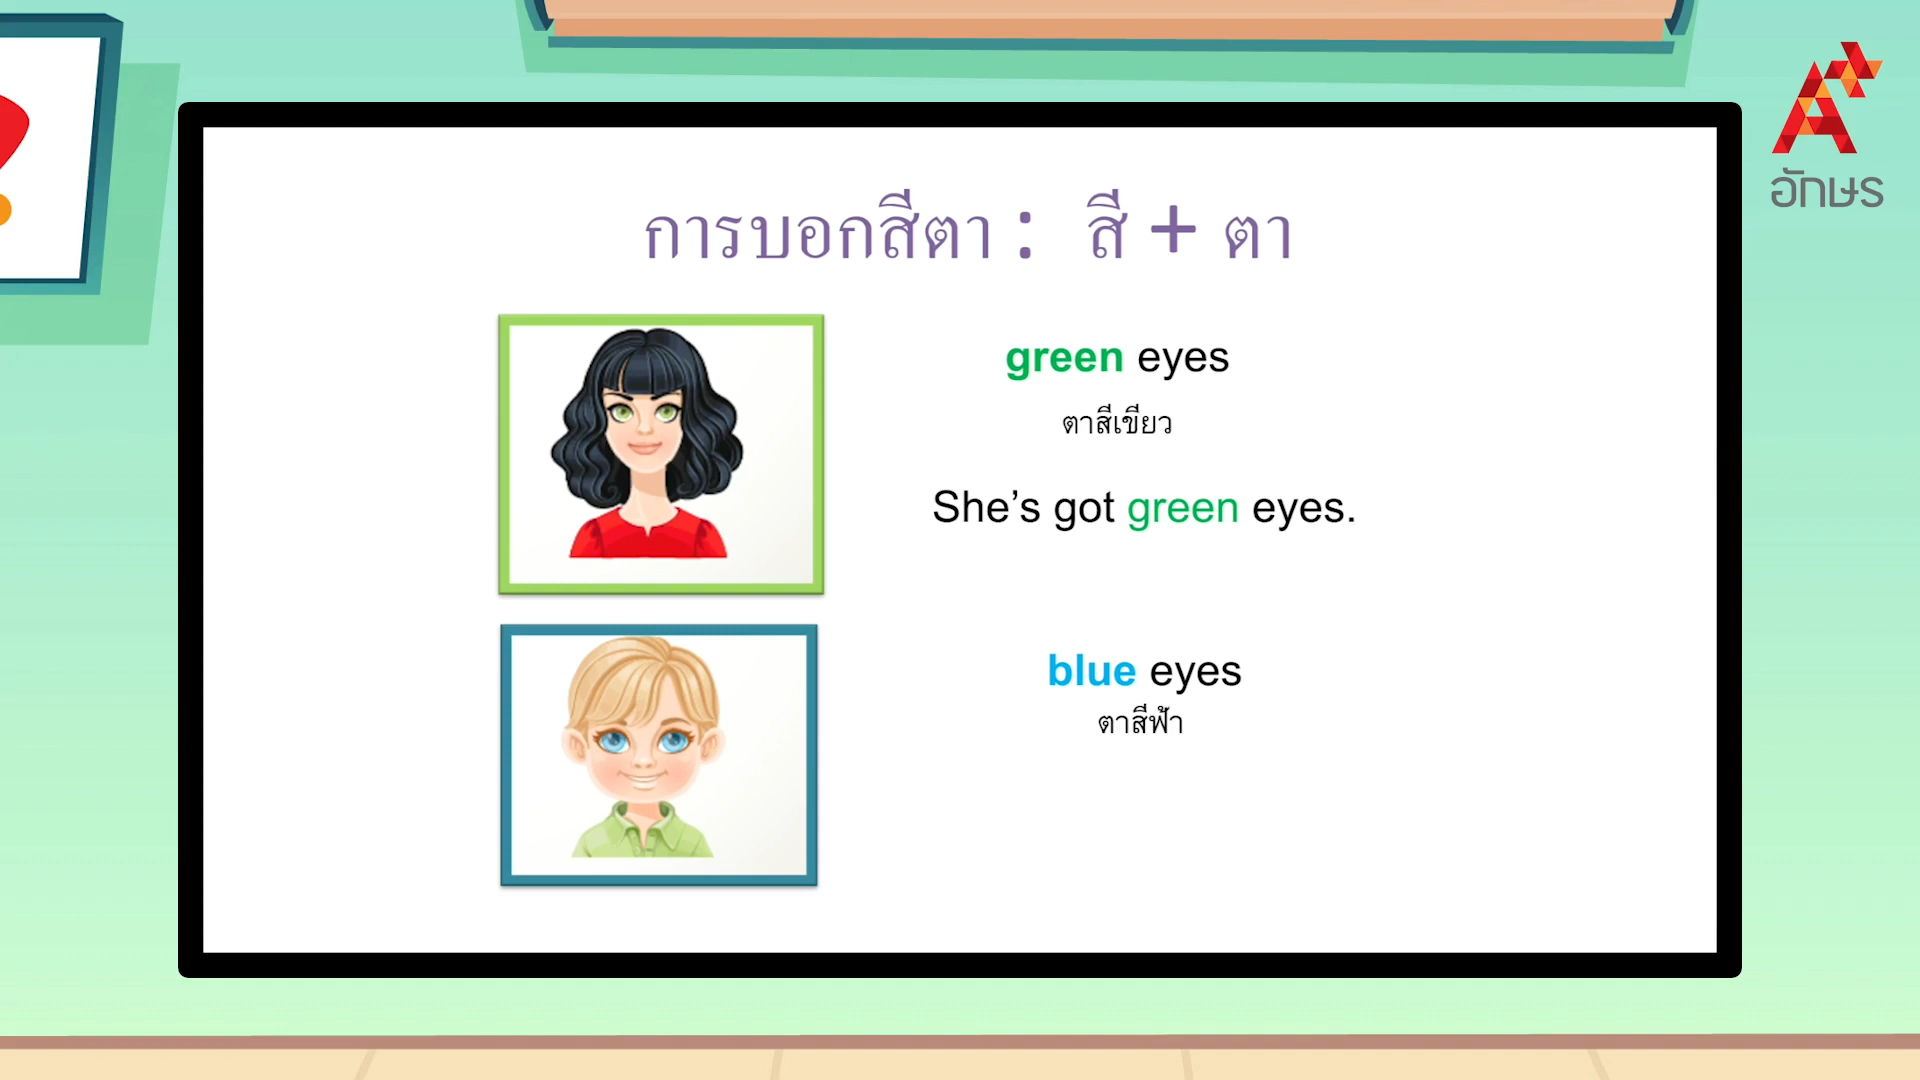 การบอกสีตา : สี + ตา
green eyes
ตาสีเขียว
She’s got green eyes.
blue eyes
ตาสีฟ้า
อักษร